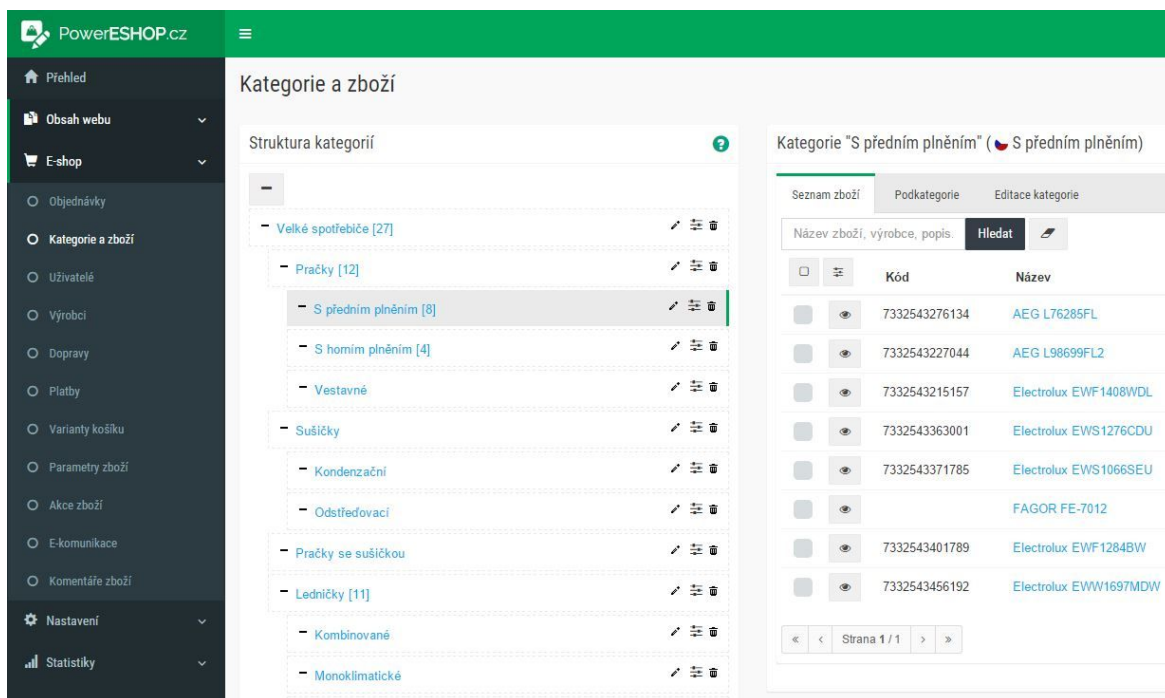 PowerESHOP.cz
Přehled
Obsah webu
E-shop
Objednávky
Kategorie a zboží
Uživatelé
Výrobci
Dopravy
Platby
Varianty košíku
Parametry zboží
Akce zboží
E-komunikace
Komentáře zboží
Nastavení
Statistiky
Kategorie a zboží
Struktura kategorií
Velké spotřebiče [27]
Pračky [12]
S předním plněním [8]
S horním plněním [4]
Vestavné
Sušičky
Kondenzační
Odstřeďovací
Pračky se sušičkou
Ledničky [11]
Kombinované
Monoklimatické
Kategorie "S předním plněním" ( S předním plněním)
Seznam zboží Podkategorie Editace kategorie
Název zboží, výrobce, popis. Hledat
Kód Název
7332543276134 AEG L76285FL
7332543227044 AEG L98699FL2
7332543215157 Electrolux EWF1408WDL
7332543363001 Electrolux EWS1276CDU
7332543371785 Electrolux EWS1066SEU
FAGOR FE-7012
7332543401789 Electrolux EWF1284BW
7332543456192 Electrolux EWW1697MDW
« ‹ Strana 1 / 1 › »